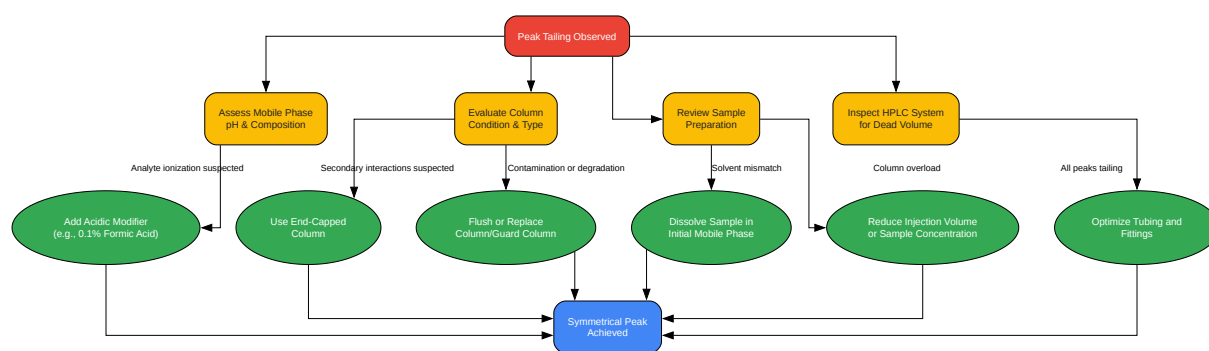 Peak Tailing Observed
Assess Mobile Phase
pH & Composition
Evaluate Column
Condition & Type
Review Sample
Preparation
Inspect HPLC System
for Dead Volume
Analyte ionization suspected
Secondary interactions suspected
Contamination or degradation
Solvent mismatch
Column overload
All peaks tailing
Add Acidic Modifier
(e.g., 0.1% Formic Acid)
Use End-Capped
Column
Flush or Replace
Column/Guard Column
Dissolve Sample in
Initial Mobile Phase
Reduce Injection Volume
or Sample Concentration
Optimize Tubing and
Fittings
Symmetrical Peak
Achieved